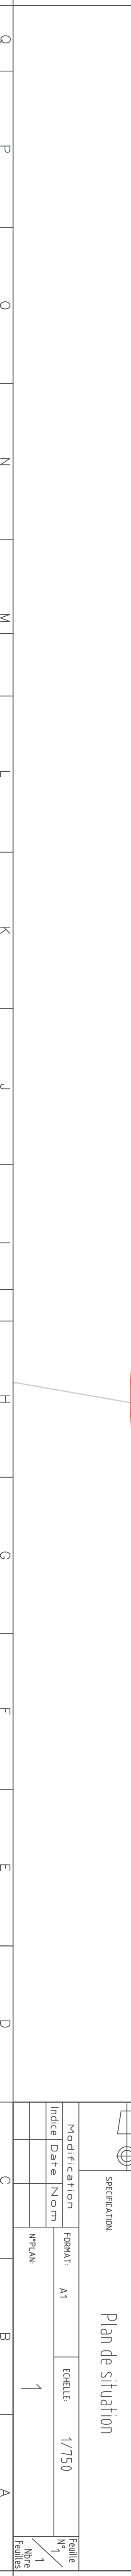 Q
P
O
N
M
L
K
J
I
H
G
F
E
D
C
B
A
SPECIFICATION:
Plan de situation
Modification
Indice Date Nom
FORMAT:
A1
ECHELLE:
1/750
Feuille
N°1
N°PLAN:
1
1
Nbre
Feuilles